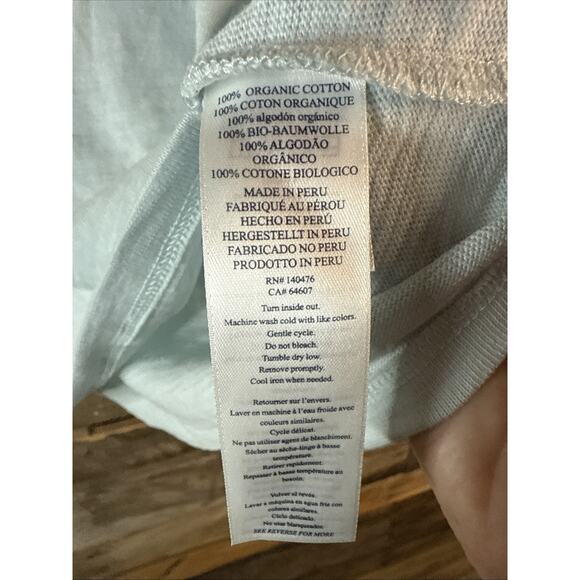 100% ORGANIC COTTON
100% COTON ORGANIQUE
100% algodón orgánico
100% BIO-BAUMWOLLE
100% ALGODÃO
ORGÂNICO
100% COTONE BIOLOGICO
MADE IN PERU
FABRIQUÉ AU PÉROU
HECHO EN PERÚ
HERGESTELLT IN PERU
FABRICADO NO PERU
PRODOTTO IN PERU
RN# 140476
CA# 64607
Turn inside out.
Machine wash cold with like colors.
Gentle cycle.
Do not bleach.
Tumble dry low.
Remove promptly.
Cool iron when needed.
Retourner sur l'envers.
Laver en machine à l'eau froide avec
couleurs similaires.
Cycle délicat.
Ne pas utiliser agent de blanchiment.
Sécher au sèche-linge à basse
température.
Retirer rapidement.
Repasser à basse température au
besoin.
Volver al revés.
Lavar a máquina en agua fría con
colores similares.
Ciclo delicado.
No usar blanqueador.
SEE REVERSE FOR MORE